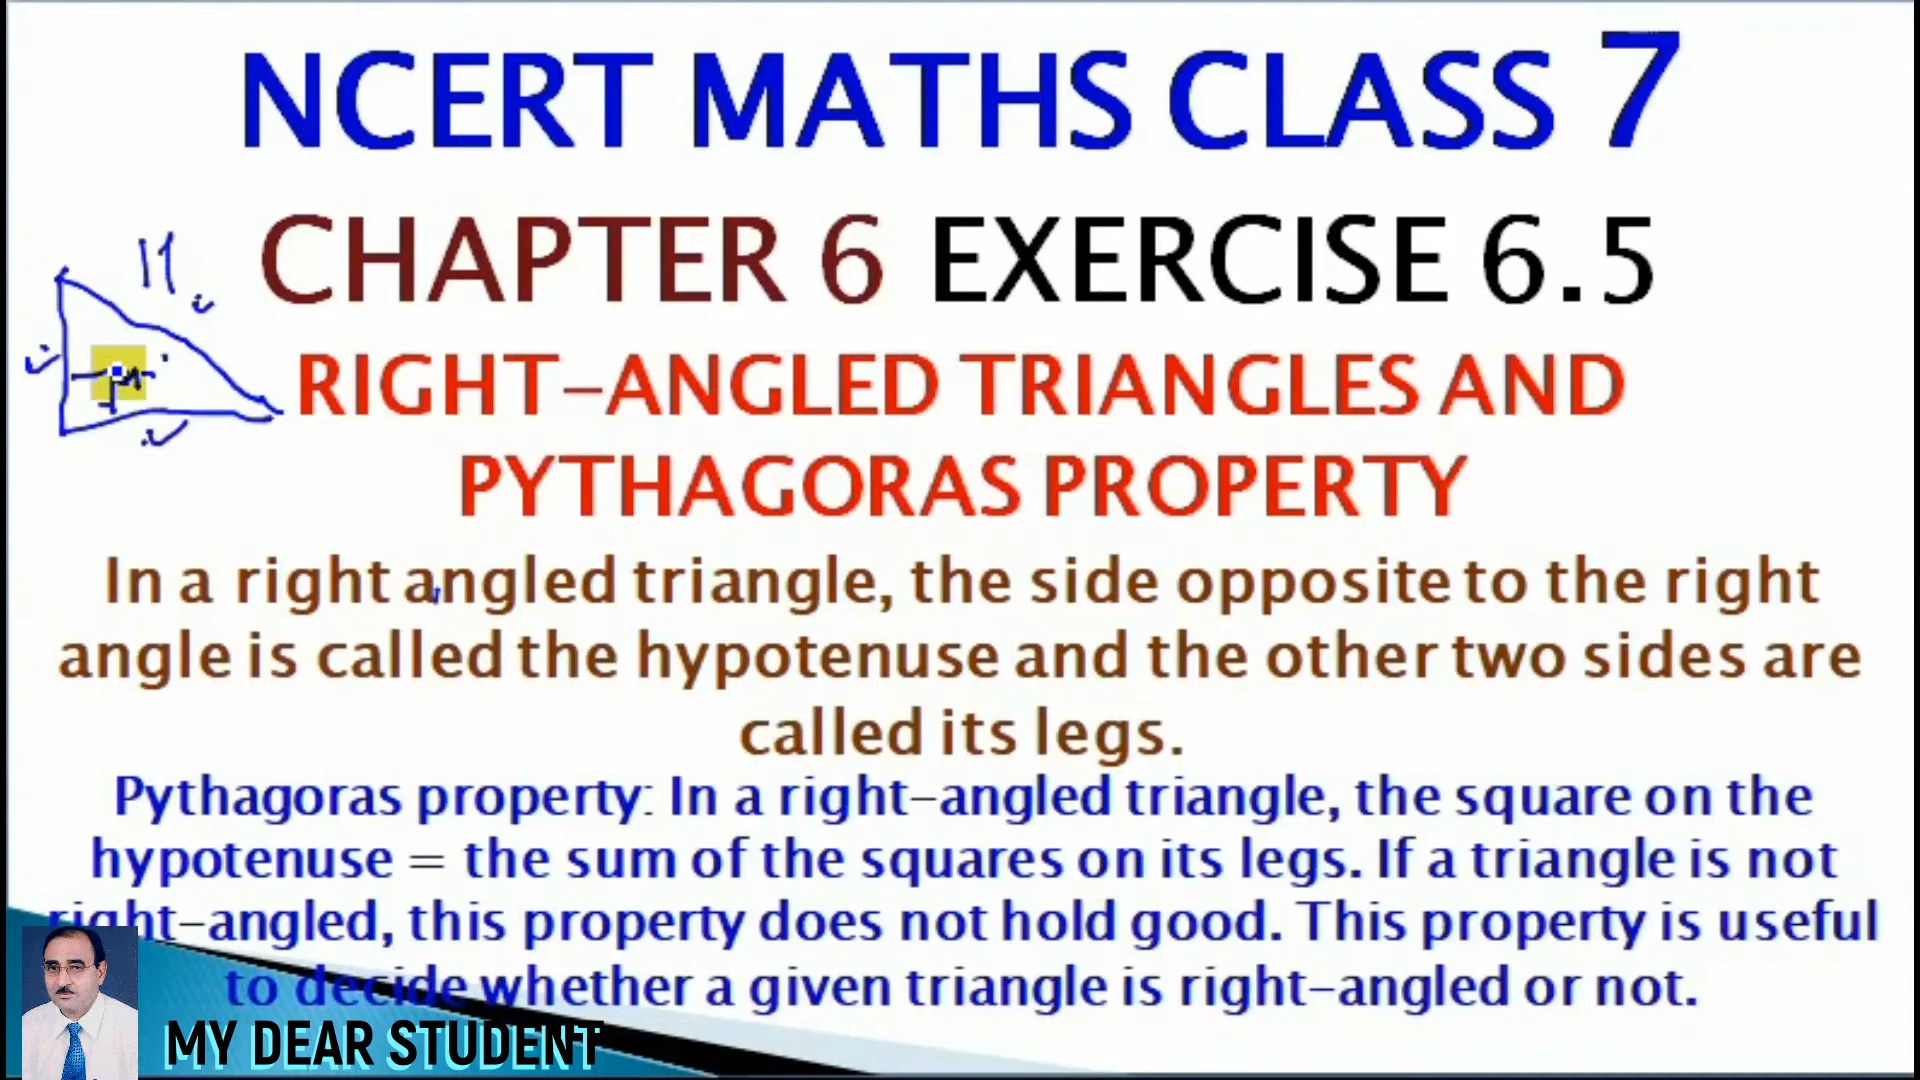 NCERT MATHS CLASS 7
CHAPTER 6 EXERCISE 6.5
RIGHT-ANGLED TRIANGLES AND
PYTHAGORAS PROPERTY
In a right angled triangle, the side opposite to the right
angle is called the hypotenuse and the other two sides are
called its legs.
Pythagoras property: In a right-angled triangle, the square on the
hypotenuse = the sum of the squares on its legs. If a triangle is not
right-angled, this property does not hold good. This property is useful
to decide whether a given triangle is right-angled or not.
MY DEAR STUDENT